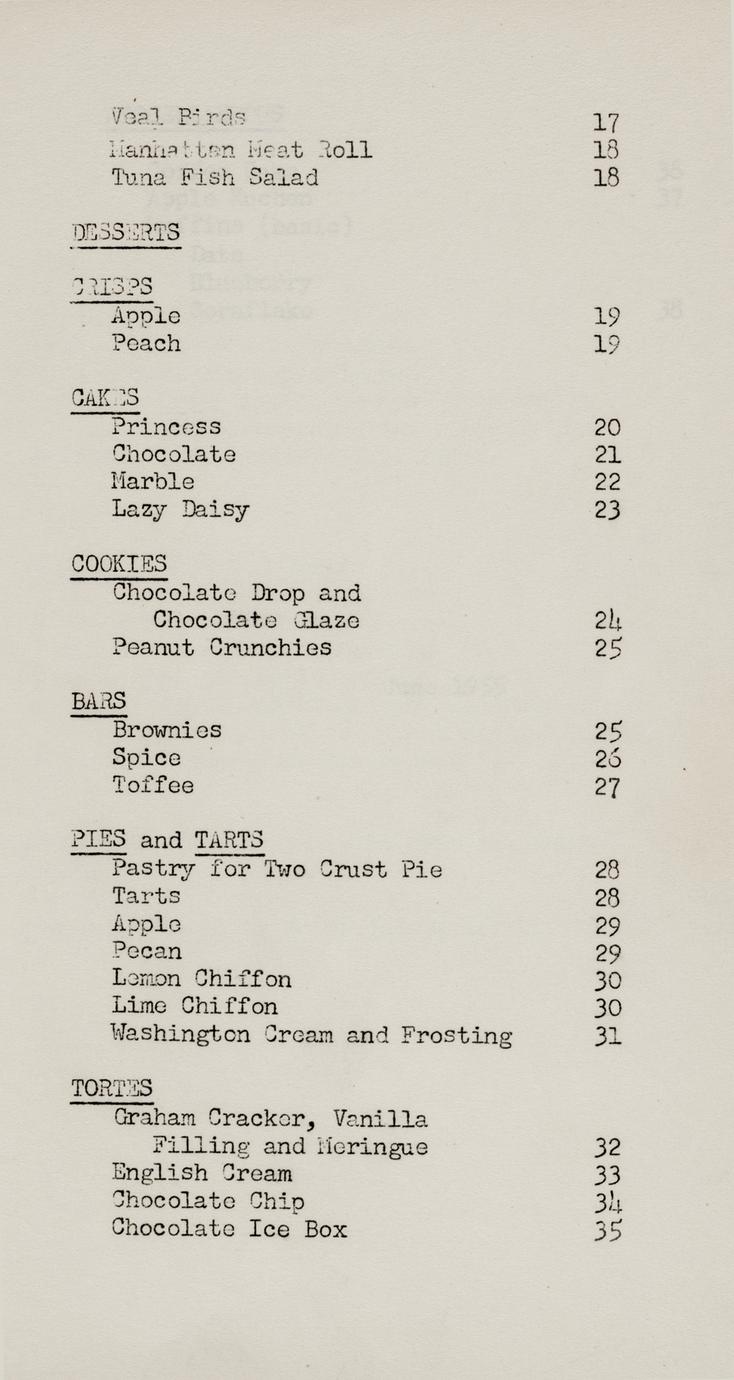 Veal Birds 17
Manhatten Meat Roll 18
Tuna Fish Salad 18
DESSERTS
CRISPS
Apple 19
Peach 19
CAKES
Princess 20
Chocolate 21
Marble 22
Lazy Daisy 23
COOKIES
Chocolate Drop and
Chocolate Glaze 24
Peanut Crunchies 25
BARS
Brownies 25
Spice 26
Toffee 27
PIES and TARTS
Pastry for Two Crust Pie 28
Tarts 28
Apple 29
Pecan 29
Lemon Chiffon 30
Lime Chiffon 30
Washington Cream and Frosting 31
TORTES
Graham Cracker, Vanilla
Filling and Meringue 32
English Cream 33
Chocolate Chip 34
Chocolate Ice Box 35